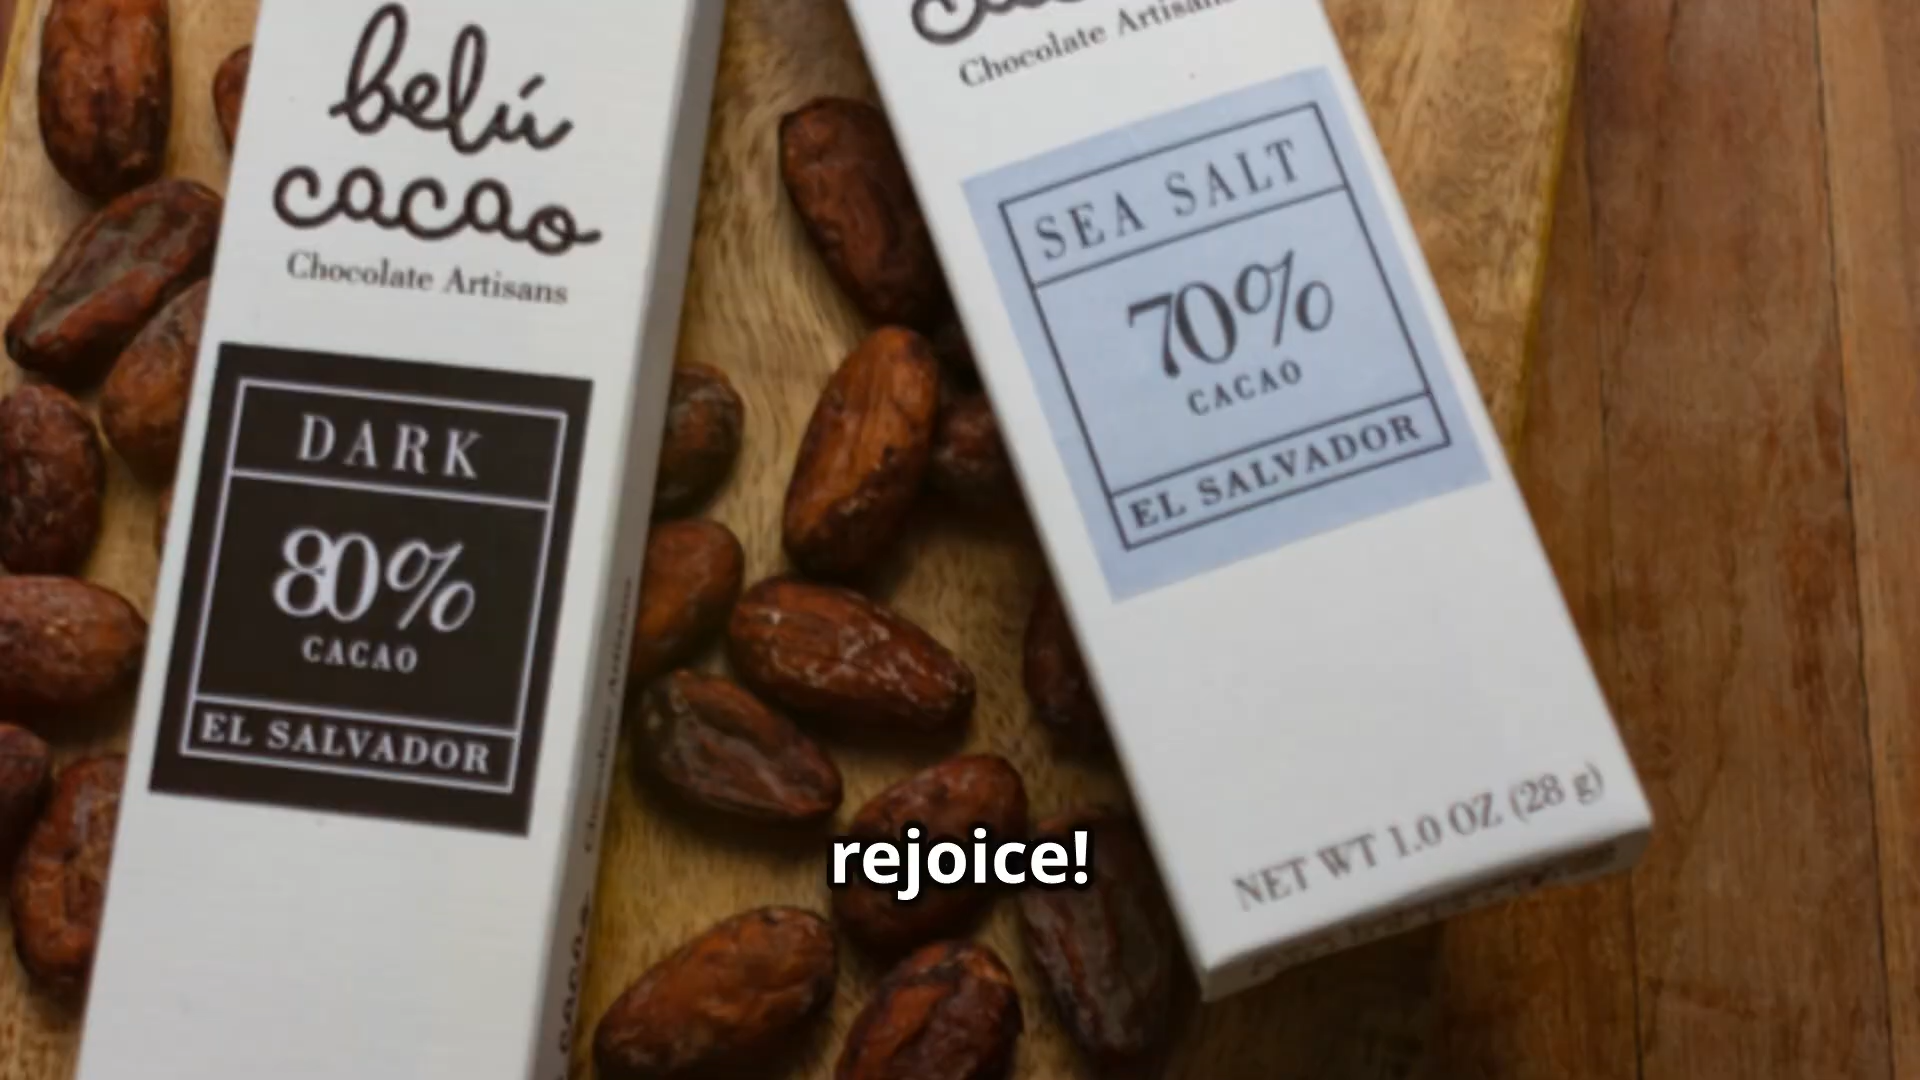 belú
cacao
Chocolate Artisans
DARK
80%
CACAO
EL SALVADOR
Chocolate Artisans
SEA SALT
70%
CACAO
EL SALVADOR
NET WT 1.0 OZ (28 g)
rejoice!